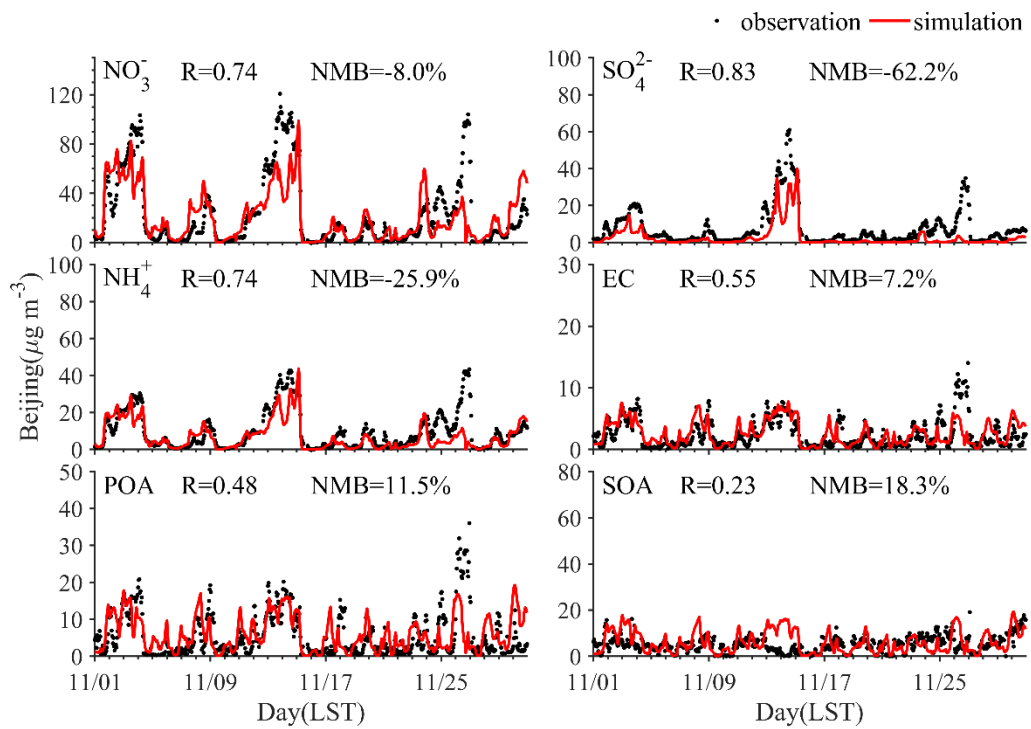 observation simulation
NO₃⁻ R=0.74 NMB=-8.0%
120
80
40
0
SO₄²⁻ R=0.83 NMB=-62.2%
100
80
60
40
20
0
NH₄⁺ R=0.74 NMB=-25.9%
100
80
60
40
20
0
EC R=0.55 NMB=7.2%
30
20
10
0
Beijing(μg m⁻³)
POA R=0.48 NMB=11.5%
50
40
30
20
10
0
11/01 11/09 11/17 11/25
Day(LST)
SOA R=0.23 NMB=18.3%
80
60
40
20
0
11/01 11/09 11/17 11/25
Day(LST)